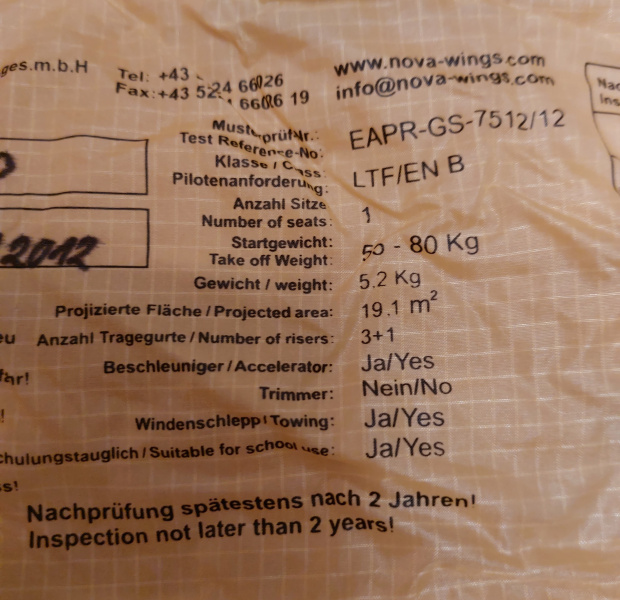 ges.m.b.H
Tel: +43
Fax:+43
www.nova-wings.com
info@nova-wings.com
MusterprüfNr.:
Test Reference-No:
EAPR-GS-7512/12
Klasse / Class:
Pilotenanforderung:
LTF/EN B
Anzahl Sitze
Number of seats:
1
Startgewicht:
Take off Weight:
50 - 80 Kg
Gewicht / weight:
5.2 Kg
Projizierte Fläche / Projected area:
19.1 m²
Anzahl Tragegurte / Number of risers:
3+1
Beschleuniger / Accelerator:
Ja/Yes
Trimmer:
Nein/No
Windenschlepp / Towing:
Ja/Yes
chulungstauglich / Suitable for school use:
Ja/Yes
Nachprüfung spätestens nach 2 Jahren!
Inspection not later than 2 years!
2012